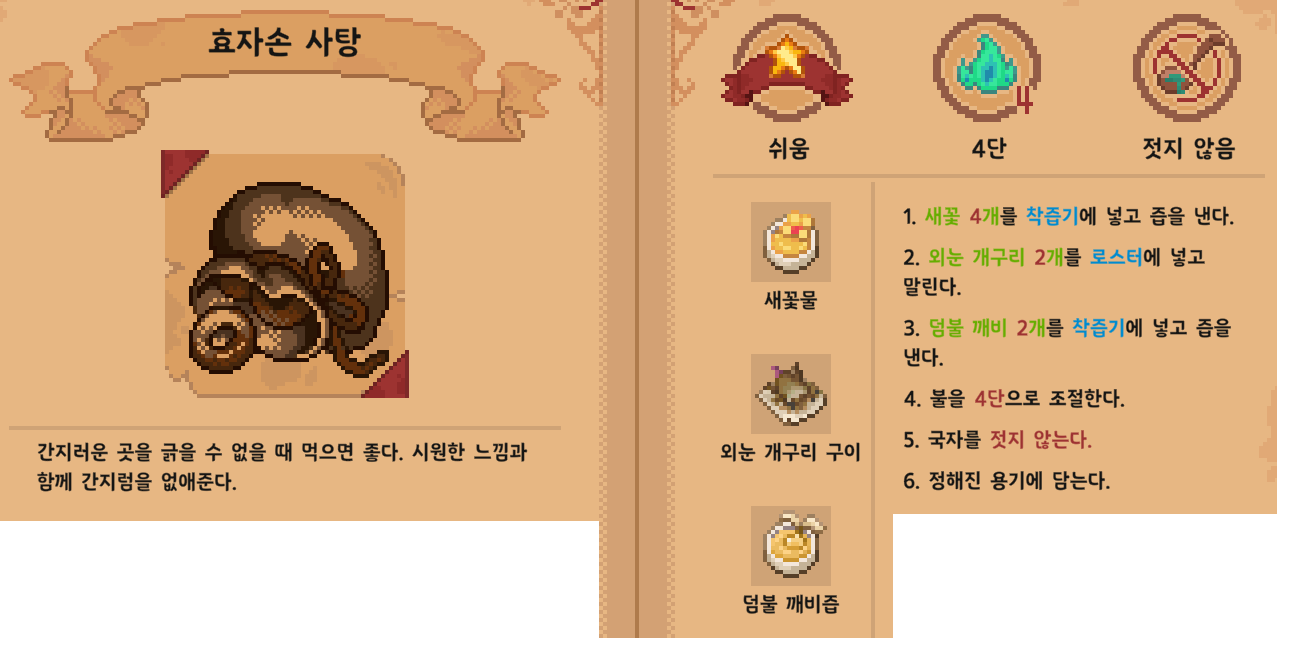 효자손 사탕
간지러운 곳을 긁을 수 없을 때 먹으면 좋다. 시원한 느낌과
함께 간지럼을 없애준다.
4
쉬움
4단
젓지 않음
새꽃물
외눈 개구리 구이
덤불 깨비즙
1. 새꽃 4개를 착즙기에 넣고 즙을 낸다.
2. 외눈 개구리 2개를 로스터에 넣고
말린다.
3. 덤불 깨비 2개를 착즙기에 넣고 즙을
낸다.
4. 불을 4단으로 조절한다.
5. 국자를 젓지 않는다.
6. 정해진 용기에 담는다.